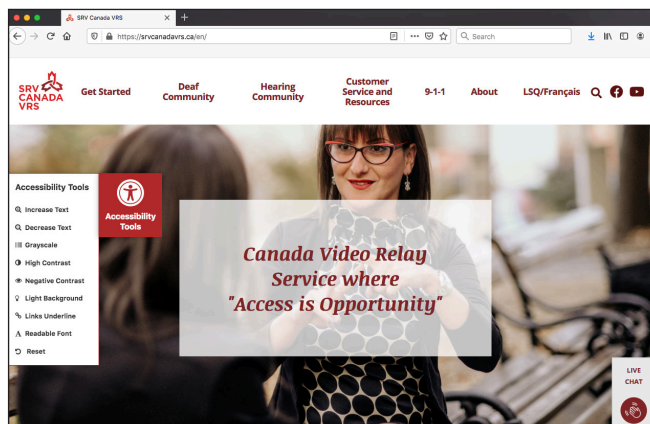 SRV Canada VRS
https://srvcanadavrs.ca/en/
Search
SRV
CANADA
VRS
Get Started
Deaf
Community
Hearing
Community
Customer
Service and
Resources
9-1-1
About
LSQ/Français
Accessibility Tools
Increase Text
Decrease Text
Grayscale
High Contrast
Negative Contrast
Light Background
Links Underline
Readable Font
Reset
Accessibility
Tools
Canada Video Relay
Service where
"Access is Opportunity"
LIVE
CHAT